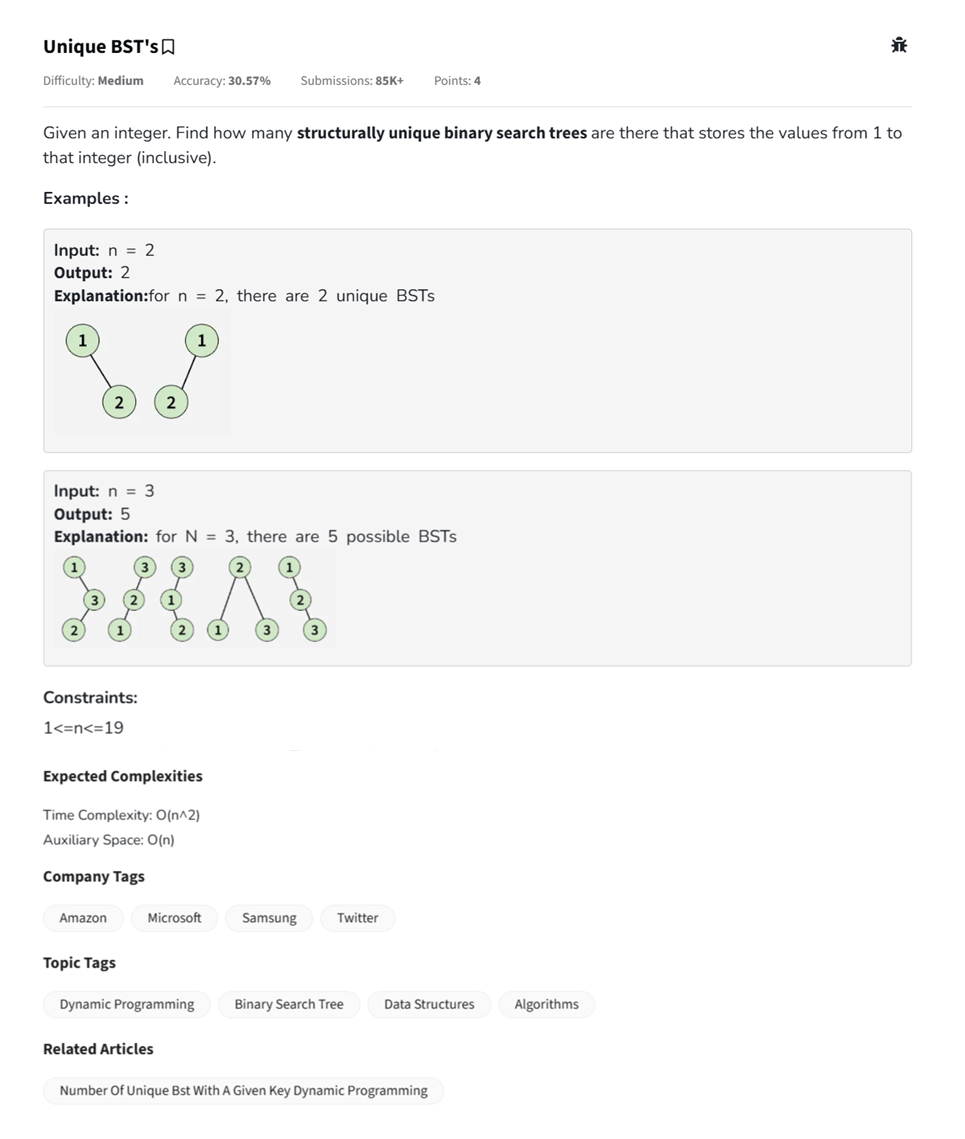 Unique BST's
Difficulty: Medium Accuracy: 30.57% Submissions: 85K+ Points: 4
Given an integer. Find how many structurally unique binary search trees are there that stores the values from 1 to
that integer (inclusive).
Examples :
Input: n = 2
Output: 2
Explanation:for n = 2, there are 2 unique BSTs
1 1
2 2
Input: n = 3
Output: 5
Explanation: for N = 3, there are 5 possible BSTs
1 3 3 2 1
3 2 1 2
2 1 2 1 3 3
Constraints:
1<=n<=19
Expected Complexities
Time Complexity: O(n^2)
Auxiliary Space: O(n)
Company Tags
Amazon Microsoft Samsung Twitter
Topic Tags
Dynamic Programming Binary Search Tree Data Structures Algorithms
Related Articles
Number Of Unique Bst With A Given Key Dynamic Programming